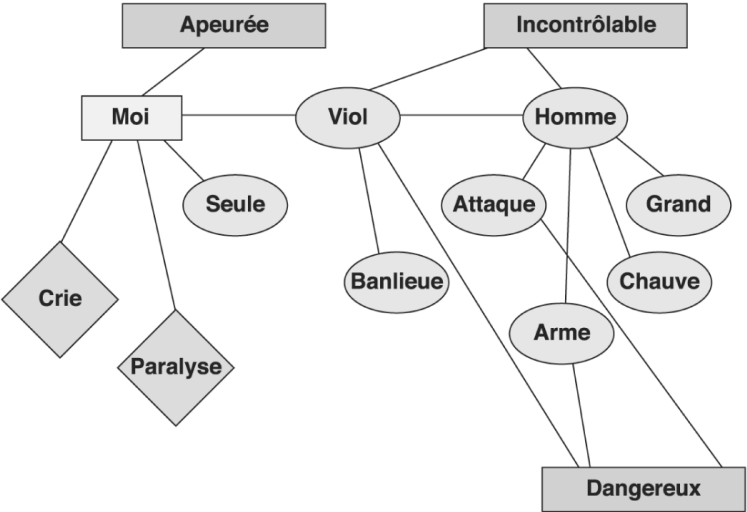 Apeurée
Incontrôlable
Moi
Viol
Homme
Seule
Attaque
Grand
Banlieue
Chauve
Crie
Arme
Paralyse
Dangereux